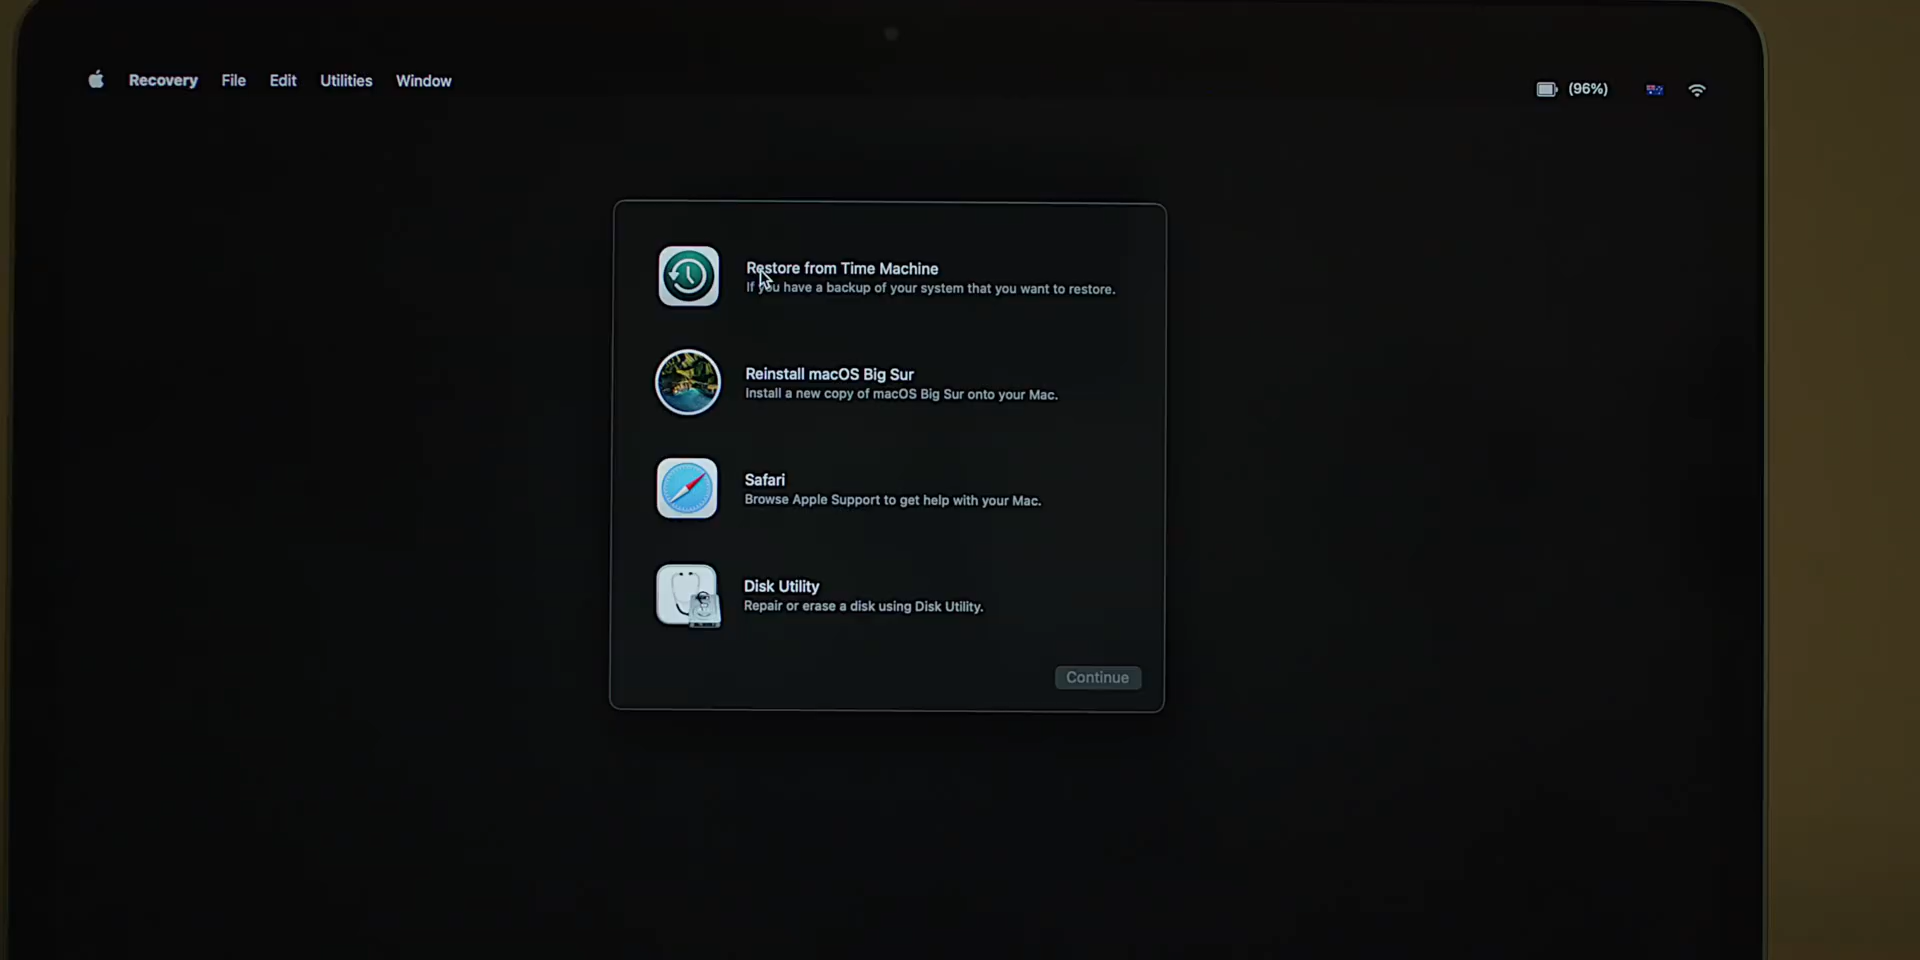 Recovery File Edit Utilities Window
(96%)
Restore from Time Machine
If you have a backup of your system that you want to restore.
Reinstall macOS Big Sur
Install a new copy of macOS Big Sur onto your Mac.
Safari
Browse Apple Support to get help with your Mac.
Disk Utility
Repair or erase a disk using Disk Utility.
Continue